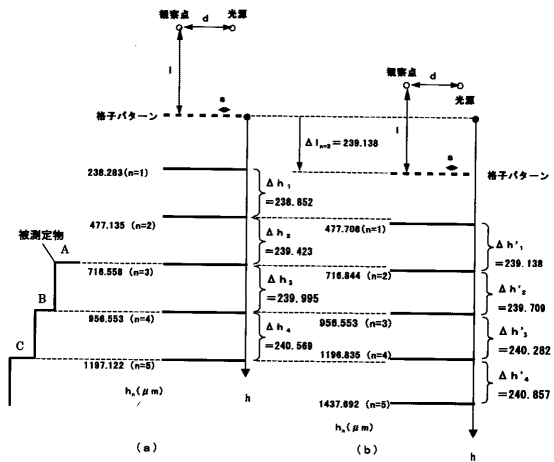 観察点
d
光源
l
s
格子パターン
238.283(n=1)
Δh₁
=238.852
477.135 (n=2)
Δh₂
=239.423
被測定物
A
716.558 (n=3)
Δh₃
=239.995
B
956.553 (n=4)
Δh₄
=240.569
C
1197.122 (n=5)
hₙ(μm)
h
(a)
観察点
d
光源
l
s
格子パターン
Δlₙ₌₃=239.138
477.706(n=1)
Δh'₁
=239.138
716.844 (n=2)
Δh'₂
=239.709
956.553 (n=3)
Δh'₃
=240.282
1196.835 (n=4)
Δh'₄
=240.857
1437.692 (n=5)
hₙ(μm)
h
(b)